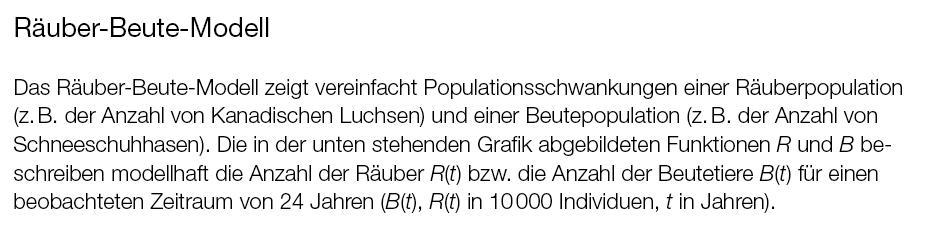 Räuber-Beute-Modell
Das Räuber-Beute-Modell zeigt vereinfacht Populationsschwankungen einer Räuberpopulation
(z. B. der Anzahl von Kanadischen Luchsen) und einer Beutepopulation (z. B. der Anzahl von
Schneeschuhhasen). Die in der unten stehenden Grafik abgebildeten Funktionen R und B be-
schreiben modellhaft die Anzahl der Räuber R(t) bzw. die Anzahl der Beutetiere B(t) für einen
beobachteten Zeitraum von 24 Jahren (B(t), R(t) in 10 000 Individuen, t in Jahren).